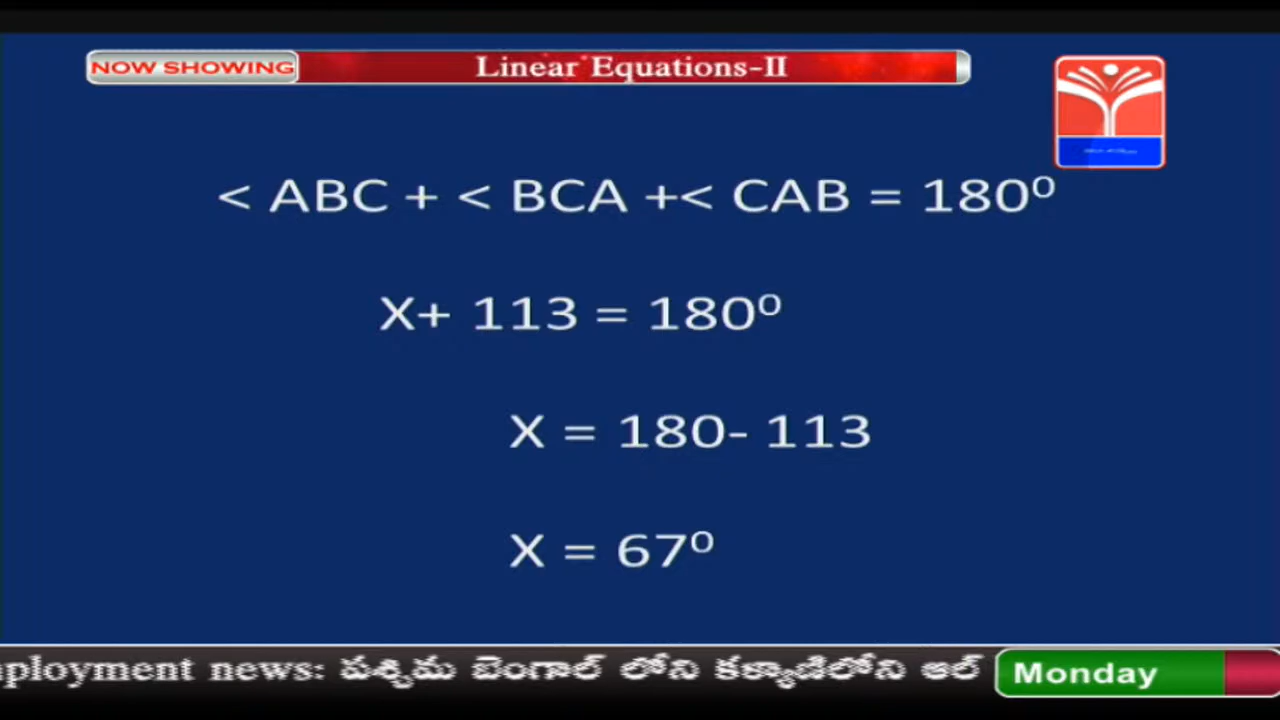 NOW SHOWING
Linear Equations-II
< ABC + < BCA +< CAB = 180⁰
X+ 113 = 180⁰
X = 180- 113
X = 67⁰
mployment news: పశ్చిమ బెంగాల్ లోని కళ్యాణిలోని ఆల్
Monday